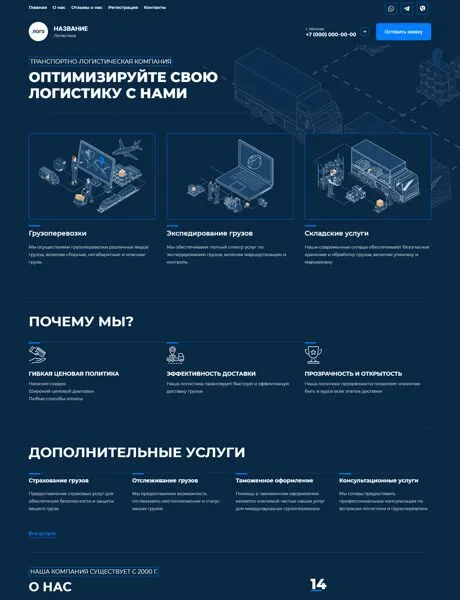 Главная О нас Отзывы о нас Регистрация Контакты
ЛОГО
НАЗВАНИЕ
Логистика
г. Москва
+7 (000) 000-00-00
Оставить заявку
ТРАНСПОРТНО-ЛОГИСТИЧЕСКАЯ КОМПАНИЯ
ОПТИМИЗИРУЙТЕ СВОЮ
ЛОГИСТИКУ С НАМИ
Грузоперевозки
Мы осуществляем грузоперевозки различных видов
грузов, включая сборные, негабаритные и опасные
грузы
Экспедирование грузов
Мы обеспечиваем полный спектр услуг по
экспедированию грузов, включая маршрутизацию и
контроль
Складские услуги
Наши современные склады обеспечивают безопасное
хранение и обработку грузов, включая упаковку и
маркировку
ПОЧЕМУ МЫ?
ГИБКАЯ ЦЕНОВАЯ ПОЛИТИКА
Наличие скидок
Широкий ценовой диапазон
Любые способы оплаты
ЭФФЕКТИВНОСТЬ ДОСТАВКИ
Наша логистика гарантирует быструю и эффективную
доставку грузов
ПРОЗРАЧНОСТЬ И ОТКРЫТОСТЬ
Наша политика прозрачности позволяет клиентам
быть в курсе всех этапов доставки
ДОПОЛНИТЕЛЬНЫЕ УСЛУГИ
Страхование грузов
Предоставление страховых услуг для
обеспечения безопасности и защиты
вашего груза
Отслеживание грузов
Мы предоставляем возможность
отслеживать местоположение и статус
ваших грузов
Таможенное оформление
Помощь в таможенном оформлении
является ключевой частью наших услуг
для международных грузоперевозок
Консультационные услуги
Мы готовы предоставить
профессиональные консультации по
вопросам логистики и грузоперевозок
Все услуги
НАША КОМПАНИЯ СУЩЕСТВУЕТ С 2000 Г.
О НАС
14